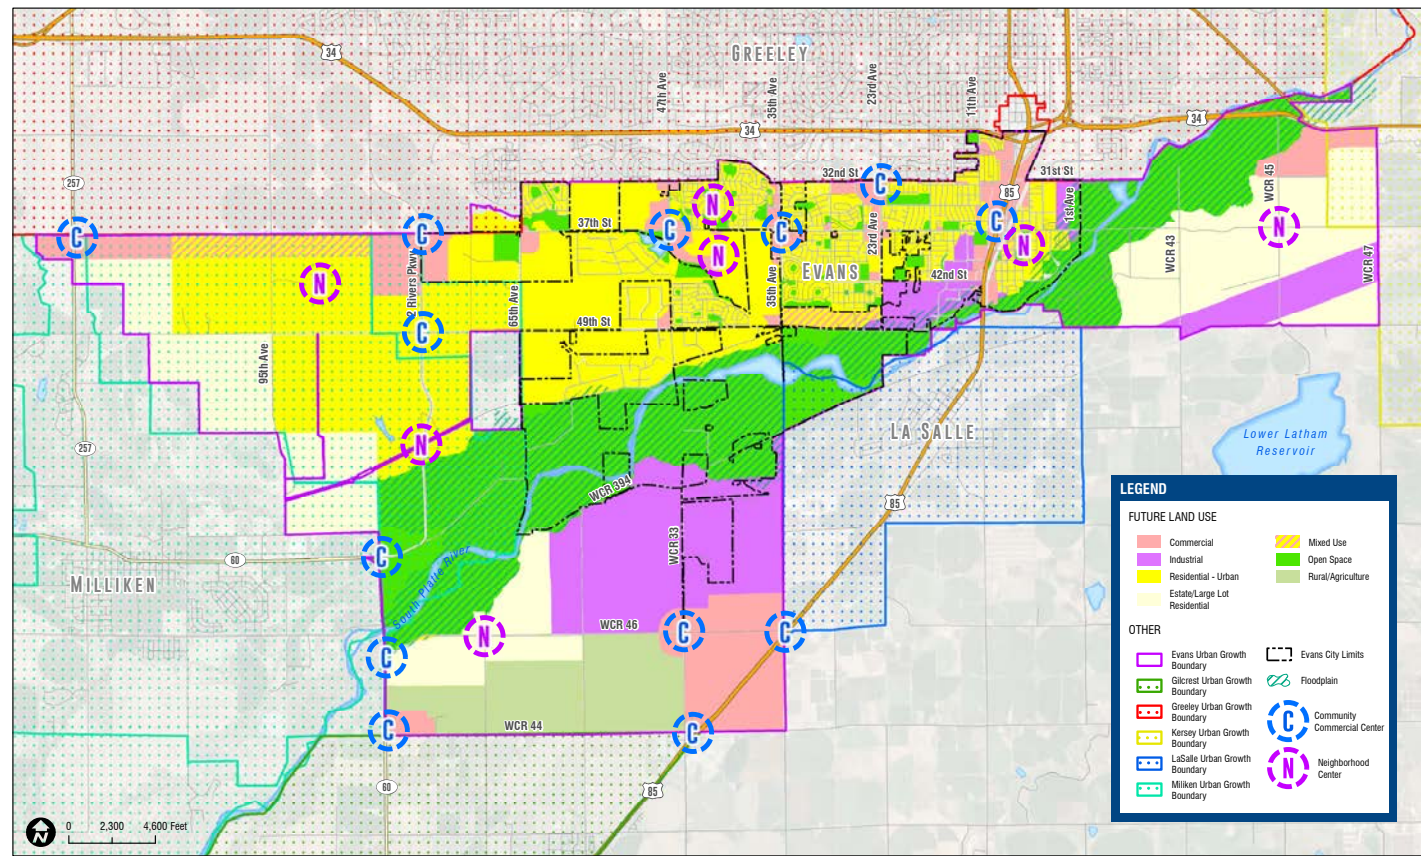 GREELEY
34
47th Ave
35th Ave
23rd Ave
11th Ave
34
34
257
32nd St
31st St
85
1st Ave
WCR 45
C
C
C
N
C
C
C
N
N
N
N
37th St
23rd Ave
EVANS
42nd St
35th Ave
WCR 43
WCR 47
2 Rivers Pkwy
65th Ave
N
C
49th St
95th Ave
LA SALLE
Lower Latham
Reservoir
257
N
WCR 394
85
WCR 33
60
C
MILLIKEN
South Platte River
N
WCR 46
C
C
C
C
WCR 44
C
60
85
N
0 2,300 4,600 Feet
LEGEND
FUTURE LAND USE
Commercial
Industrial
Residential - Urban
Estate/Large Lot
Residential
Mixed Use
Open Space
Rural/Agriculture
OTHER
Evans Urban Growth
Boundary
Gilcrest Urban Growth
Boundary
Greeley Urban Growth
Boundary
Kersey Urban Growth
Boundary
LaSalle Urban Growth
Boundary
Miliken Urban Growth
Boundary
Evans City Limits
Floodplain
C
Community
Commercial Center
N
Neighborhood
Center